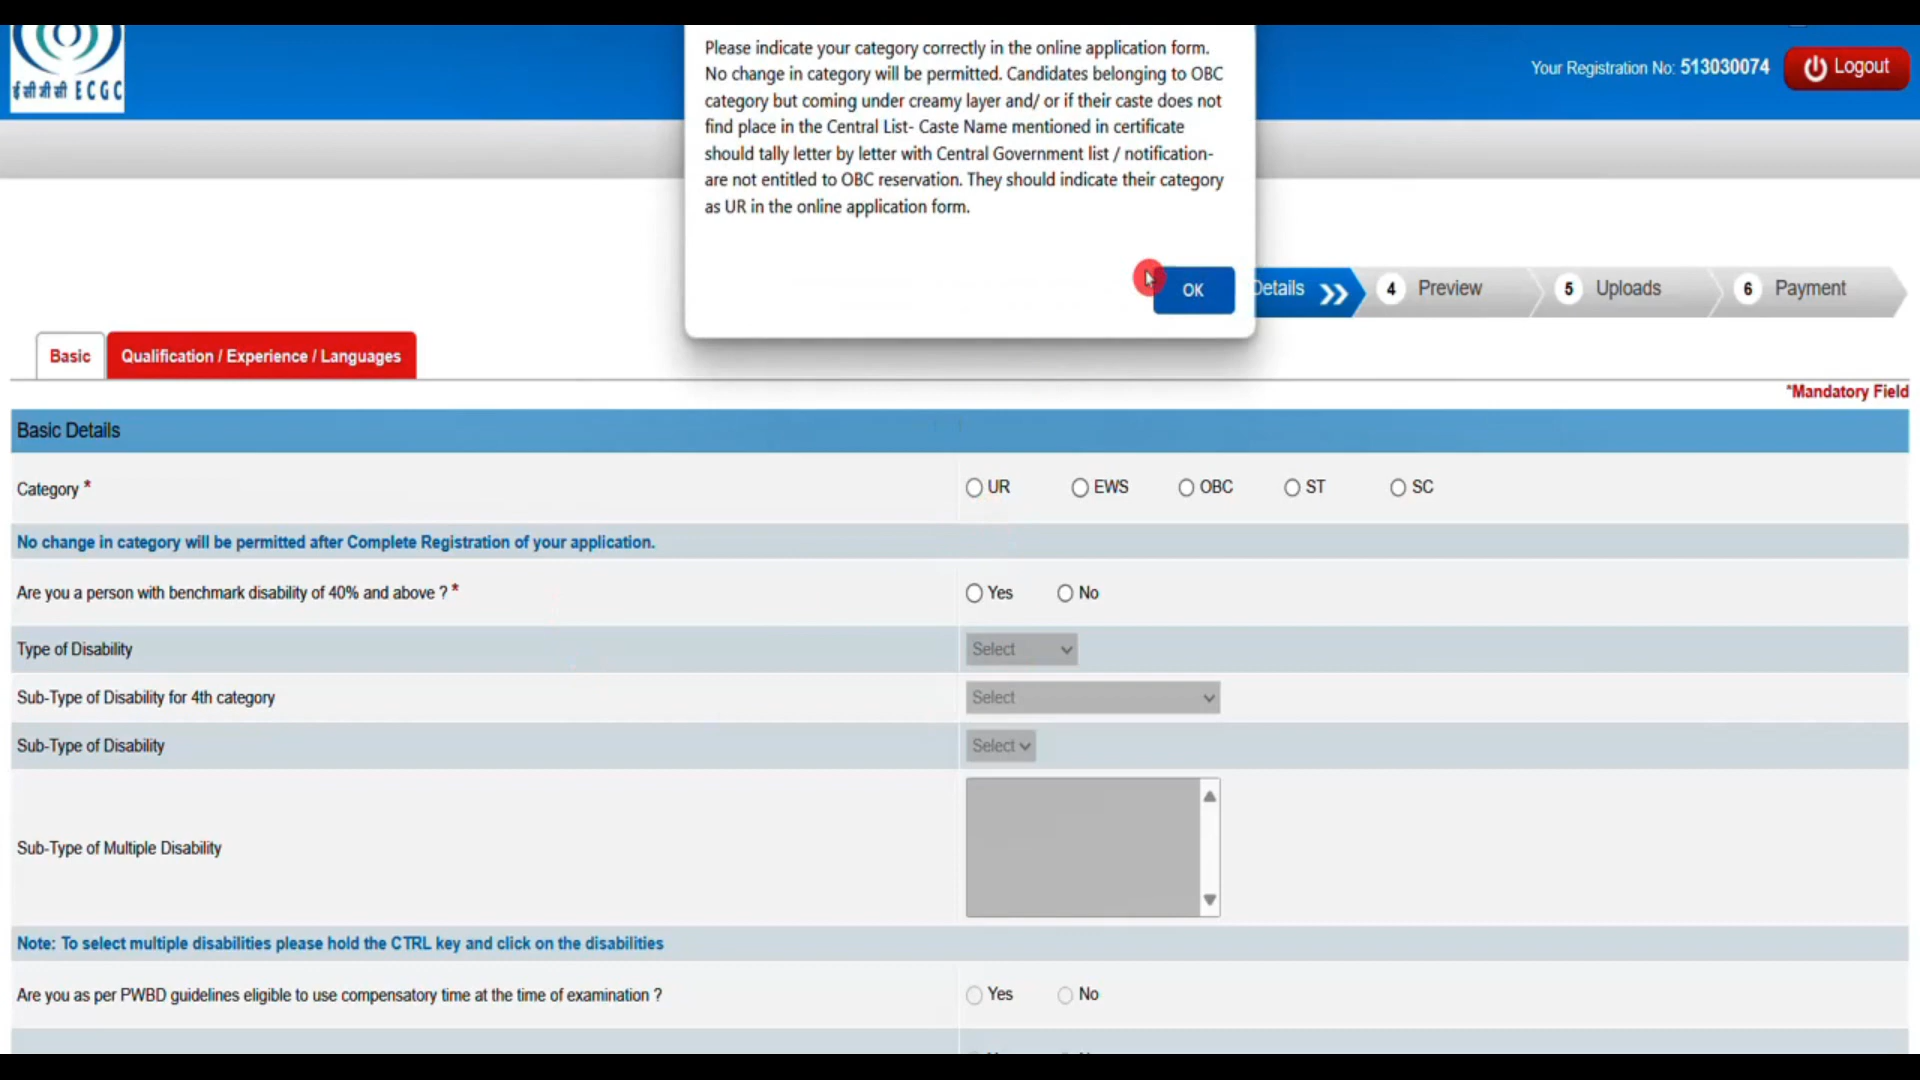 ई सी जी सी ECGC
Please indicate your category correctly in the online application form.
No change in category will be permitted. Candidates belonging to OBC
category but coming under creamy layer and/ or if their caste does not
find place in the Central List- Caste Name mentioned in certificate
should tally letter by letter with Central Government list / notification-
are not entitled to OBC reservation. They should indicate their category
as UR in the online application form.
OK
Your Registration No: 513030074
Logout
Details
4 Preview
5 Uploads
6 Payment
Basic
Qualification / Experience / Languages
*Mandatory Field
Basic Details
Category *
UR EWS OBC ST SC
No change in category will be permitted after Complete Registration of your application.
Are you a person with benchmark disability of 40% and above ? *
Yes No
Type of Disability
Select
Sub-Type of Disability for 4th category
Select
Sub-Type of Disability
Select
Sub-Type of Multiple Disability
Note: To select multiple disabilities please hold the CTRL key and click on the disabilities
Are you as per PWBD guidelines eligible to use compensatory time at the time of examination ?
Yes No